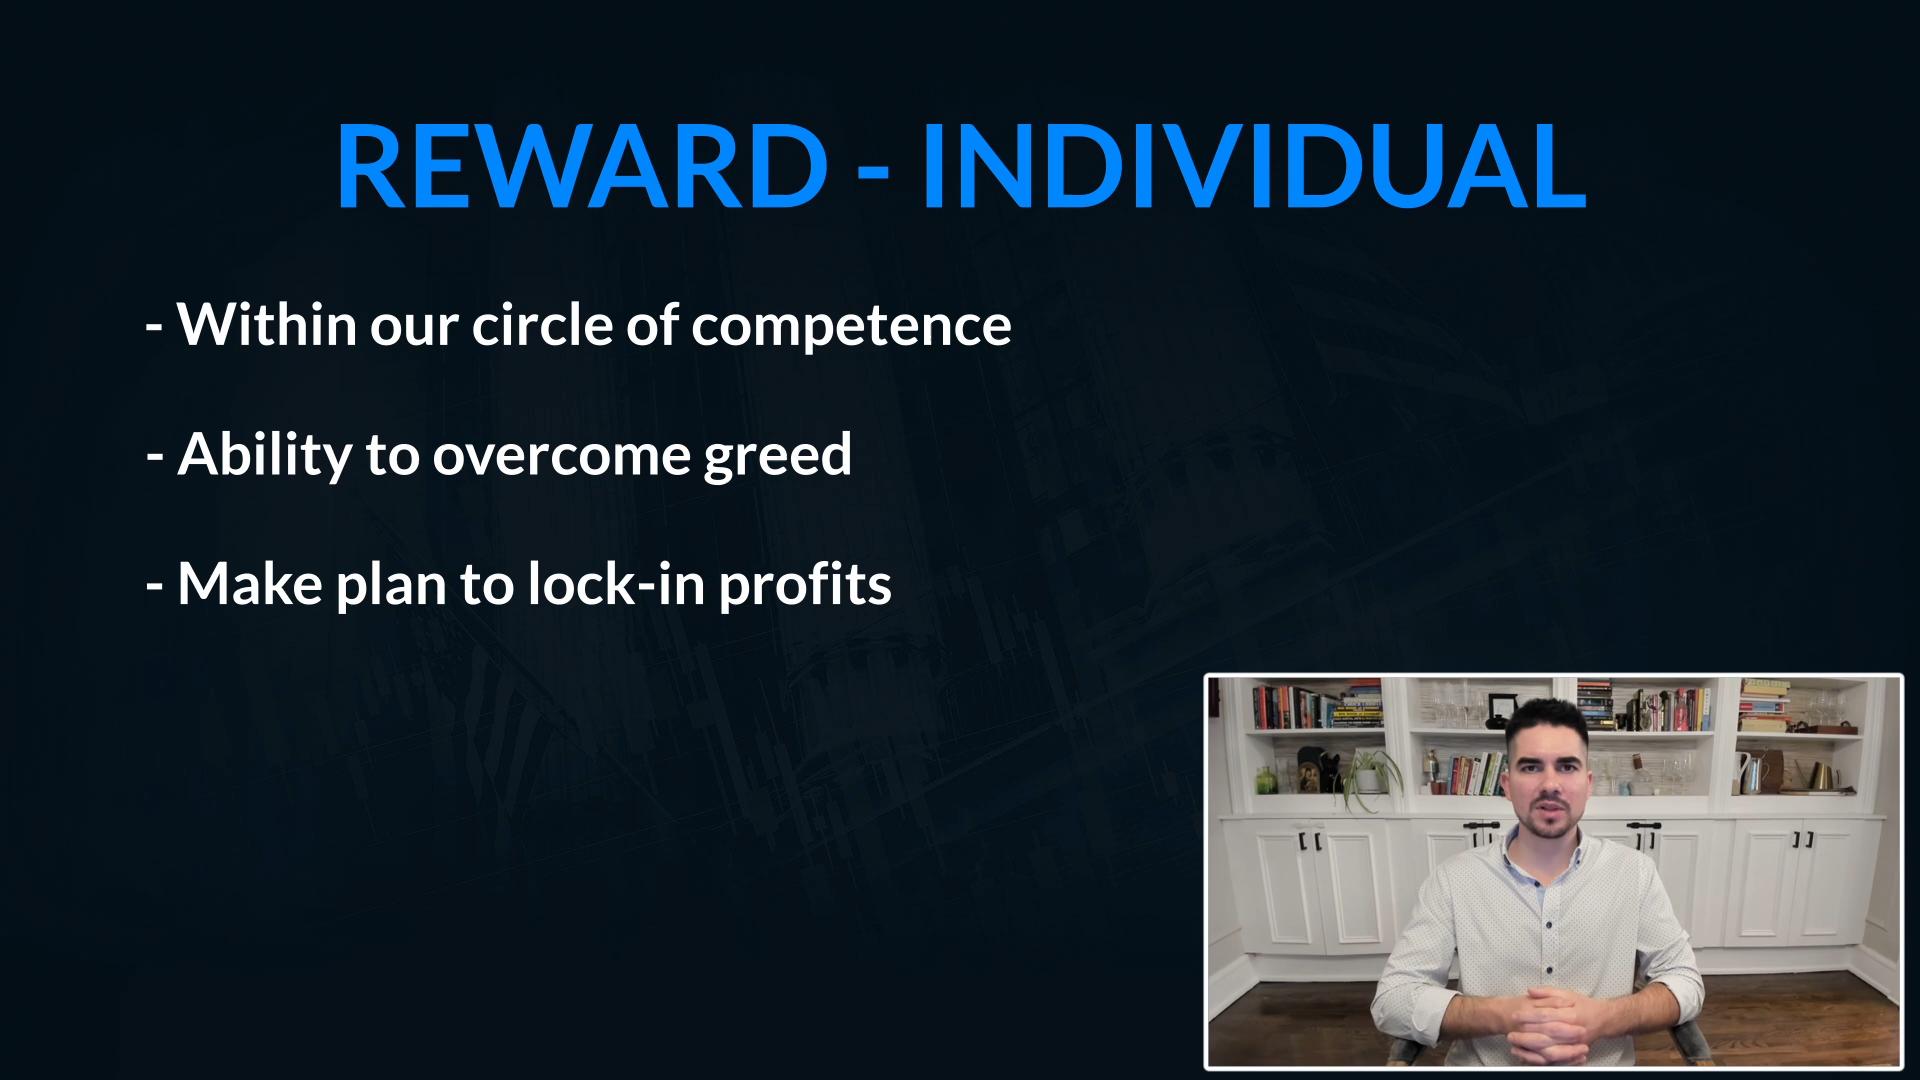 REWARD - INDIVIDUAL
- Within our circle of competence
- Ability to overcome greed
- Make plan to lock-in profits